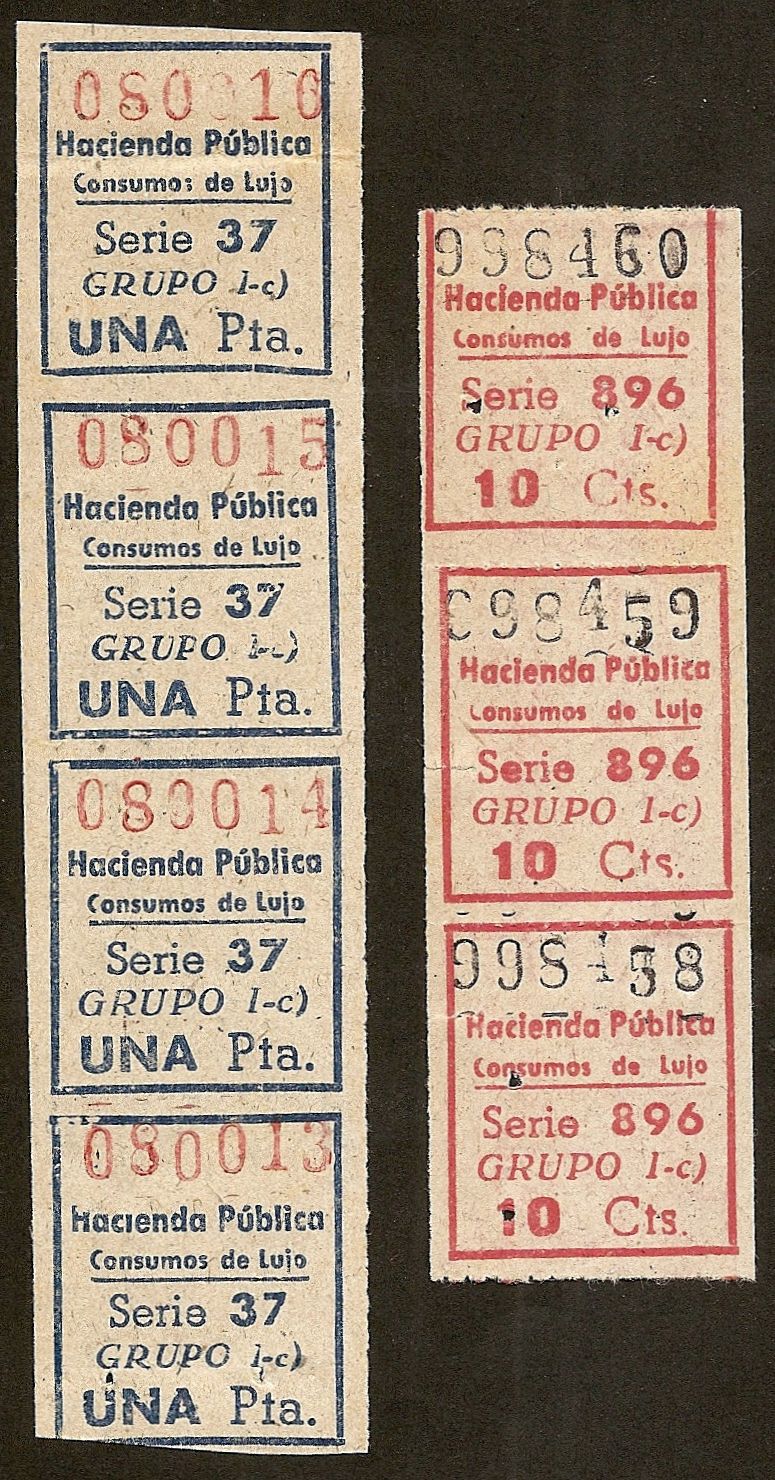 080016
Hacienda Pública
Consumos de Lujo
Serie 37
GRUPO I-c)
UNA Pta.
080015
Hacienda Pública
Consumos de Lujo
Serie 37
GRUPO I-c)
UNA Pta.
080014
Hacienda Pública
Consumos de Lujo
Serie 37
GRUPO I-c)
UNA Pta.
080013
Hacienda Pública
Consumos de Lujo
Serie 37
GRUPO I-c)
UNA Pta.
998460
Hacienda Pública
Consumos de Lujo
Serie 896
GRUPO I-c)
10 Cts.
998459
Hacienda Pública
Consumos de Lujo
Serie 896
GRUPO I-c)
10 Cts.
998458
Hacienda Pública
Consumos de Lujo
Serie 896
GRUPO I-c)
10 Cts.